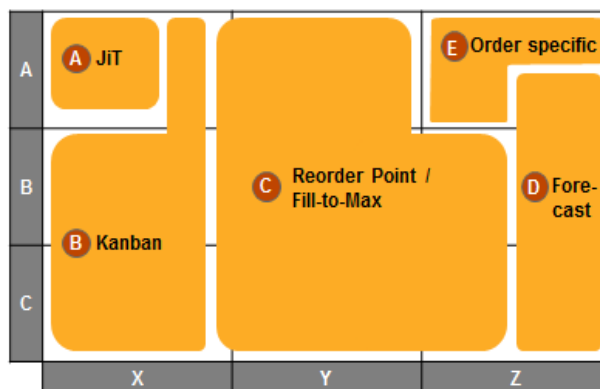 A
A JiT
E Order specific
B
C Reorder Point /
Fill-to-Max
D Fore-
cast
C
B Kanban
X
Y
Z